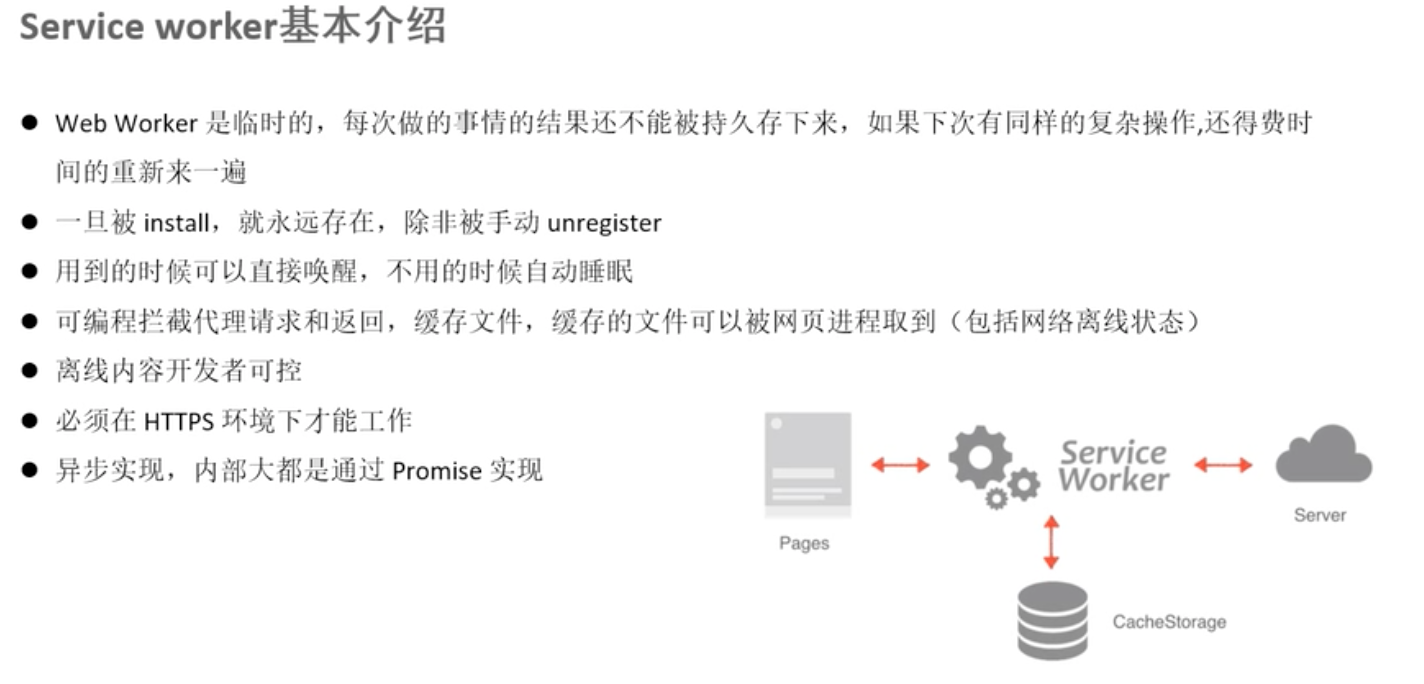 Service worker基本介绍
● Web Worker 是临时的，每次做的事情的结果还不能被持久存下来，如果下次有同样的复杂操作,还得费时
间的重新来一遍
● 一旦被 install，就永远存在，除非被手动 unregister
● 用到的时候可以直接唤醒，不用的时候自动睡眠
● 可编程拦截代理请求和返回，缓存文件，缓存的文件可以被网页进程取到（包括网络离线状态）
● 离线内容开发者可控
● 必须在 HTTPS 环境下才能工作
● 异步实现，内部大都是通过 Promise 实现
Service
Worker
Pages
Server
CacheStorage